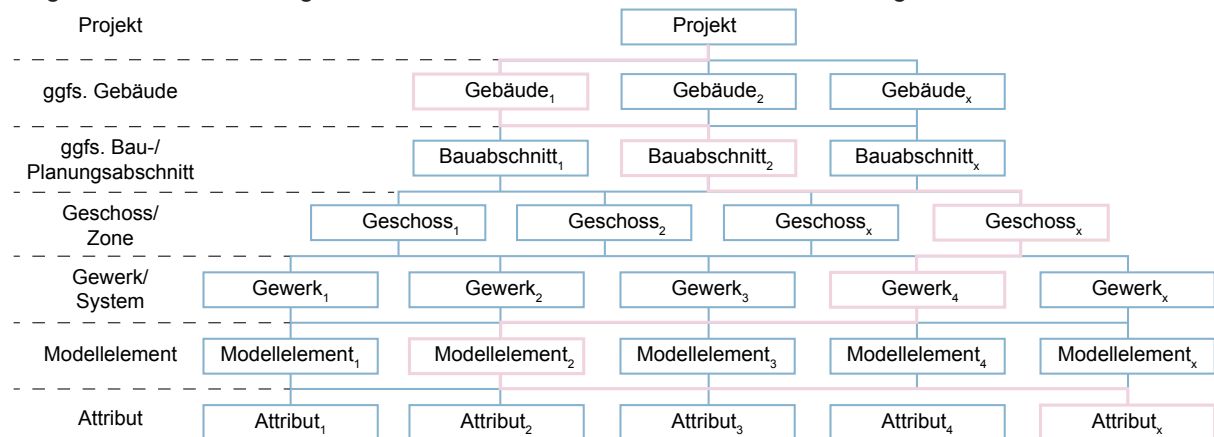 Projekt Projekt
ggfs. Gebäude Gebäude₁ Gebäude₂ Gebäudeₓ
ggfs. Bau-/
Planungsabschnitt Bauabschnitt₁ Bauabschnitt₂ Bauabschnittₓ
Geschoss/
Zone Geschoss₁ Geschoss₂ Geschossₓ Geschossₓ
Gewerk/
System Gewerk₁ Gewerk₂ Gewerk₃ Gewerk₄ Gewerkₓ
Modellelement Modellelement₁ Modellelement₂ Modellelement₃ Modellelement₄ Modellelementₓ
Attribut Attribut₁ Attribut₂ Attribut₃ Attribut₄ Attributₓ